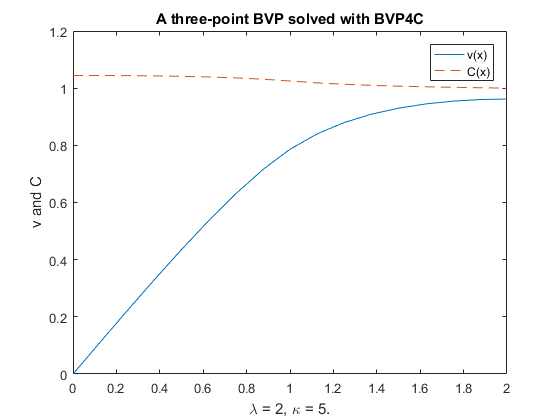 A three-point BVP solved with BVP4C
v(x)
C(x)
v and C
1.2
1
0.8
0.6
0.4
0.2
0
0 0.2 0.4 0.6 0.8 1 1.2 1.4 1.6 1.8 2
λ = 2, κ = 5.